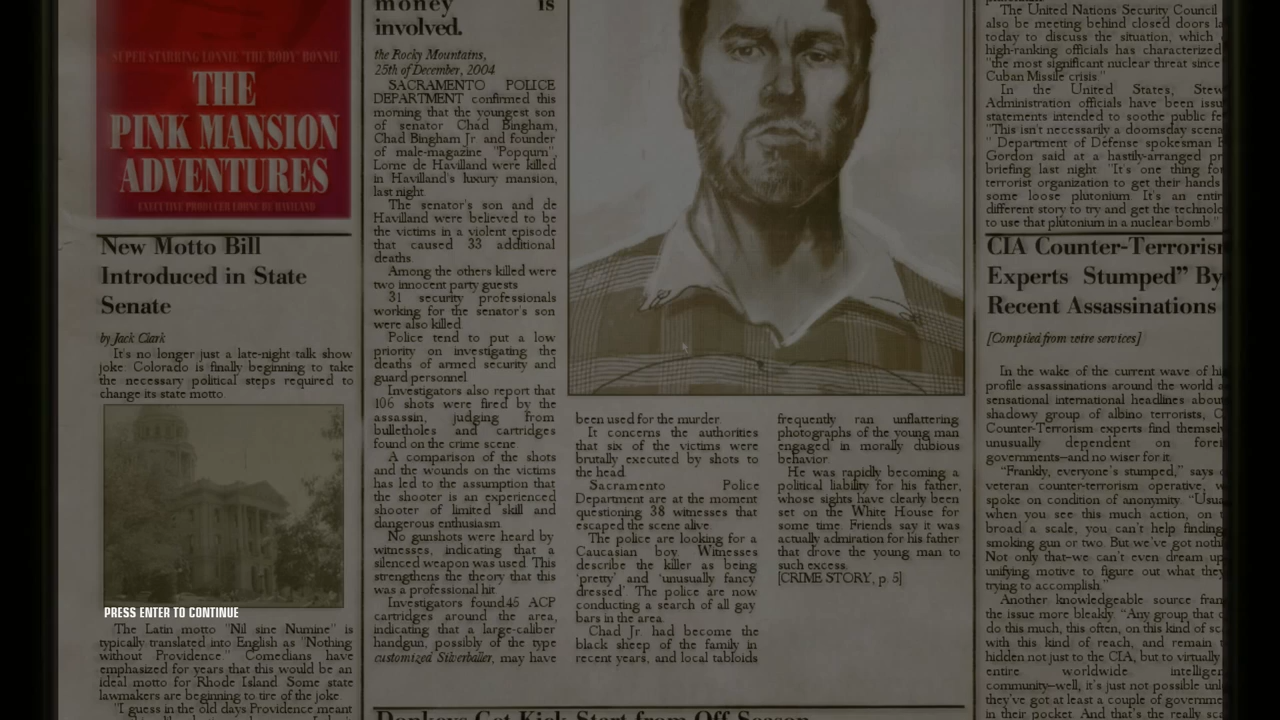 SUPER STARRING LONNIE "THE BODY" BONNIE
THE
PINK MANSION
ADVENTURES
EXECUTIVE PRODUCER LORNE DE HAVILAND
New Motto Bill
Introduced in State
Senate
by Jack Clark
It's no longer just a late-night talk show
joke. Colorado is finally beginning to take
the necessary political steps required to
change its state motto.
PRESS ENTER TO CONTINUE
The Latin motto "Nil sine Numine" is
typically translated into English as "Nothing
without Providence." Comedians have
emphasized for years that this would be an
ideal motto for Rhode Island. Some state
lawmakers are beginning to tire of the joke.
"I guess in the old days Providence meant
money is
involved.
the Rocky Mountains,
25th of December, 2004
SACRAMENTO POLICE
DEPARTMENT confirmed this
morning that the youngest son
of senator Chad Bingham,
Chad Bingham Jr. and founder
of male-magazine "Popqurn",
Lorne de Havilland were killed
in Havilland's luxury mansion,
last night.
The senator's son and de
Havilland were believed to be
the victims in a violent episode
that caused 33 additional
deaths.
Among the others killed were
two innocent party guests.
31 security professionals
working for the senator's son
were also killed.
Police tend to put a low
priority on investigating the
deaths of armed security and
guard personnel.
Investigators also report that
106 shots were fired by the
assassin, judging from
bulletholes and cartridges
found on the crime scene.
A comparison of the shots
and the wounds on the victims
has led to the assumption that
the shooter is an experienced
shooter of limited skill and
dangerous enthusiasm.
No gunshots were heard by
witnesses, indicating that a
silenced weapon was used. This
strengthens the theory that this
was a professional hit.
Investigators found45 ACP
cartridges around the area,
indicating that a large-caliber
handgun, possibly of the type
customized Silverballer, may have
been used for the murder.
It concerns the authorities
that six of the victims were
brutally executed by shots to
the head.
Sacramento Police
Department are at the moment
questioning 38 witnesses that
escaped the scene alive.
The police are looking for a
Caucasian boy. Witnesses
describe the killer as being
'pretty' and 'unusually fancy
dressed'. The police are now
conducting a search of all gay
bars in the area.
Chad Jr. had become the
black sheep of the family in
recent years, and local tabloids
frequently ran unflattering
photographs of the young man
engaged in morally dubious
behavior.
He was rapidly becoming a
political liability for his father,
whose sights have clearly been
set on the White House for
some time. Friends say it was
actually admiration for his father
that drove the young man to
such excess.
[CRIME STORY, p. 5]
Donkeys Get Kick-Start from Off-Season
The United Nations Security Council
also be meeting behind closed doors la
today to discuss the situation, which
high-ranking officials has characterized
"the most significant nuclear threat since
Cuban Missile crisis."
In the United States, Stew
Administration officials have been issu
statements intended to soothe public fe
"This isn't necessarily a doomsday scena
" Department of Defense spokesman B
Gordon said at a hastily-arranged pr
briefing last night. "It's one thing for
terrorist organization to get their hands
some loose plutonium. It's an entir
different story to try and get the technolo
to use that plutonium in a nuclear bomb."
CIA Counter-Terrorism
Experts Stumped" By
Recent Assassinations
[Compiled from wire services]
In the wake of the current wave of hi
profile assassinations around the world a
sensational international headlines about
shadowy group of albino terrorists, C
Counter-Terrorism experts find themsel
unusually dependent on forei
governments—and no wiser for it.
"Frankly, everyone's stumped," says
veteran counter-terrorism operative, w
spoke on condition of anonymity. "Usua
when you see this much action, on
broad a scale, you can't help finding
smoking gun or two. But we've got noth
Not only that—we can't even dream up
unifying motive to figure out what they
trying to accomplish."
Another knowledgeable source fram
the issue more bleakly. "Any group that c
do this much, this often, on this kind of sc
with this kind of reach, and remain
hidden not just to the CIA, but to virtually
entire worldwide intelligen
community—well, it's just not possible unl
they've got at least a couple of governme
in their pocket. And that's the really sca